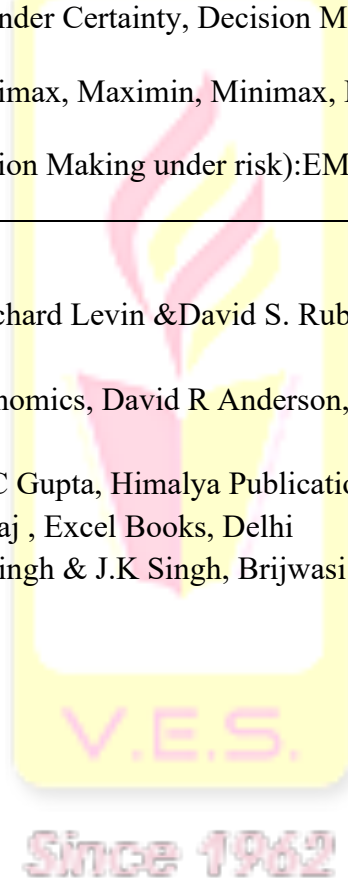 nder Certainty, Decision M
imax, Maximin, Minimax,
ion Making under risk):EM
chard Levin &David S. Rub
nomics, David R Anderson,
C Gupta, Himalya Publicatio
aj , Excel Books, Delhi
ingh & J.K Singh, Brijwasi
V.E.S.
Since 1962